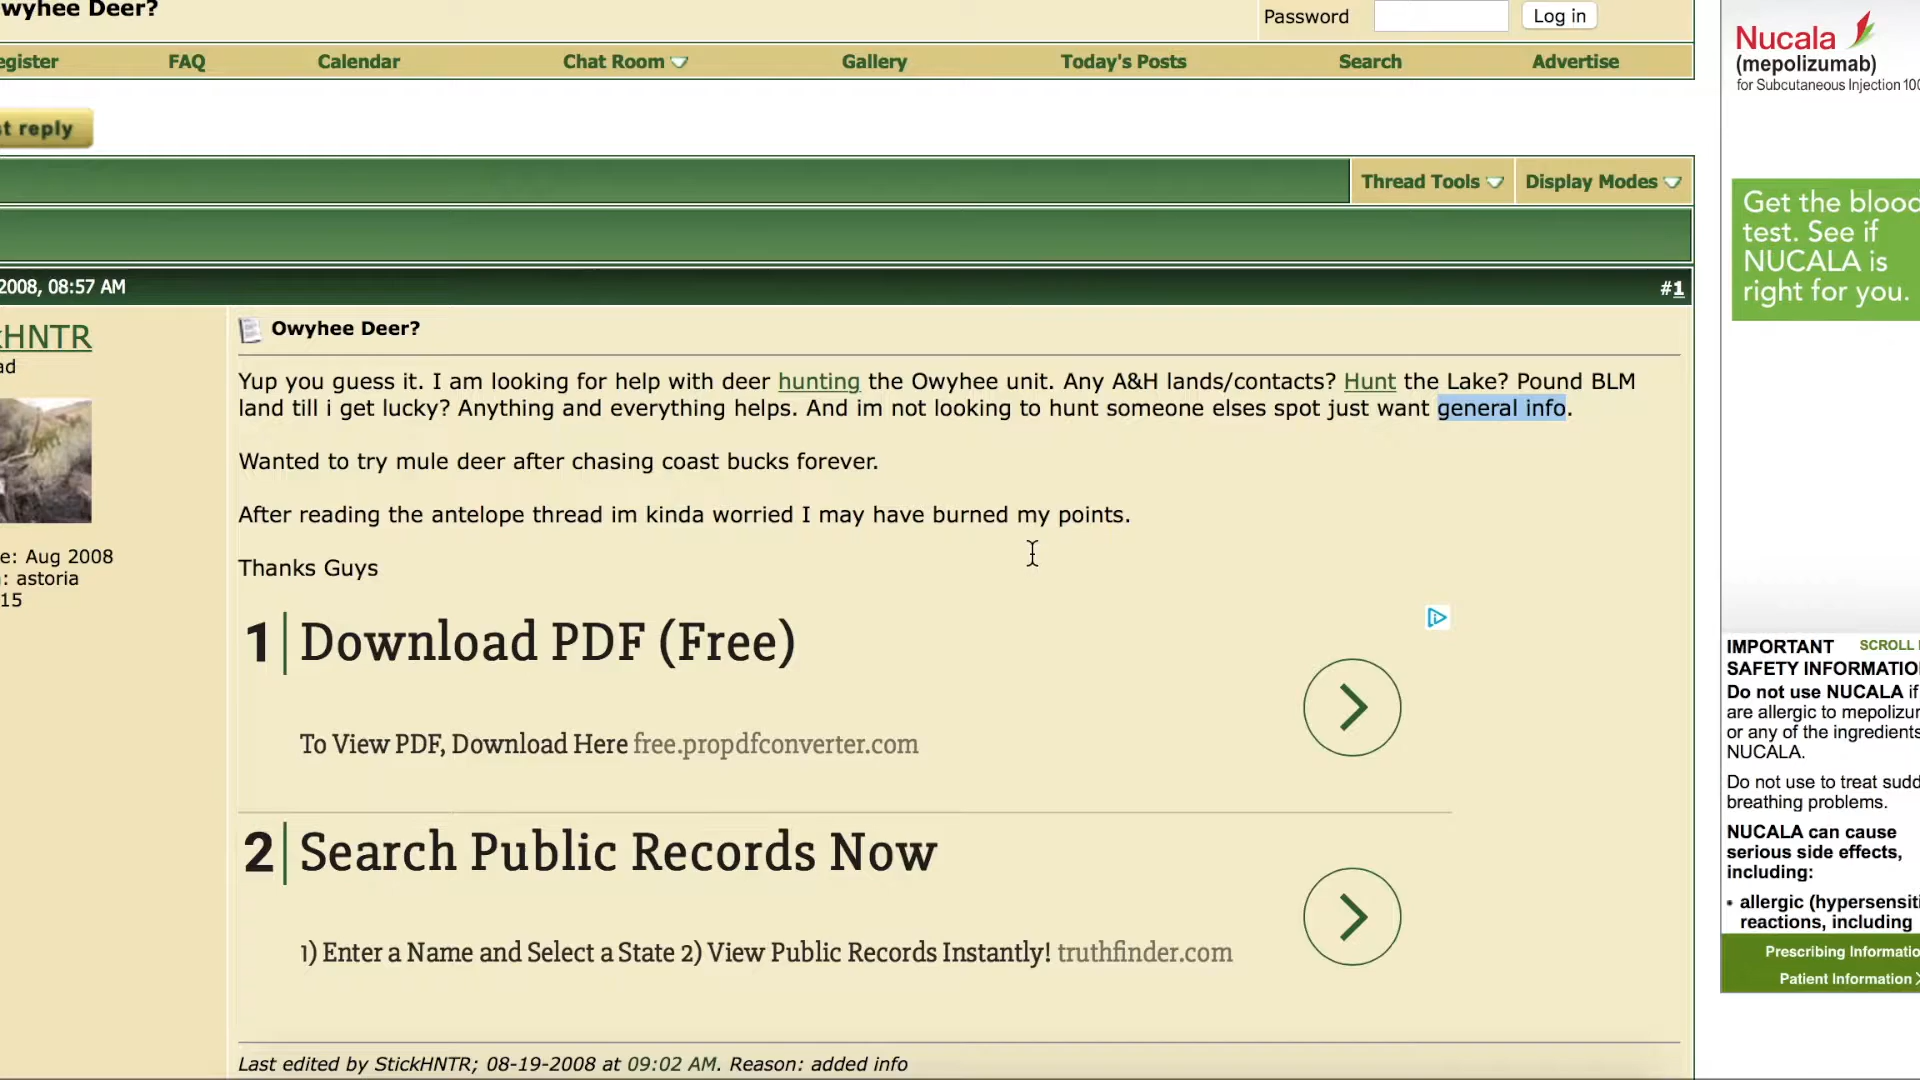 wyhee Deer?
Password Log in
egister FAQ Calendar Chat Room Gallery Today's Posts Search Advertise
t reply
Thread Tools Display Modes
2008, 08:57 AM #1
HNTR
ad
e: Aug 2008
: astoria
15
Owyhee Deer?
Yup you guess it. I am looking for help with deer hunting the Owyhee unit. Any A&H lands/contacts? Hunt the Lake? Pound BLM
land till i get lucky? Anything and everything helps. And im not looking to hunt someone elses spot just want general info.
Wanted to try mule deer after chasing coast bucks forever.
After reading the antelope thread im kinda worried I may have burned my points.
Thanks Guys
1 Download PDF (Free)
To View PDF, Download Here free.propdfconverter.com
2 Search Public Records Now
1) Enter a Name and Select a State 2) View Public Records Instantly! truthfinder.com
Last edited by StickHNTR; 08-19-2008 at 09:02 AM. Reason: added info
Nucala
(mepolizumab)
for Subcutaneous Injection 100
Get the blood
test. See if
NUCALA is
right for you.
IMPORTANT SCROLL
SAFETY INFORMATIO
Do not use NUCALA if
are allergic to mepolizu
or any of the ingredients
NUCALA.
Do not use to treat sudd
breathing problems.
NUCALA can cause
serious side effects,
including:
• allergic (hypersensiti
reactions, including
Prescribing Informatio
Patient Information